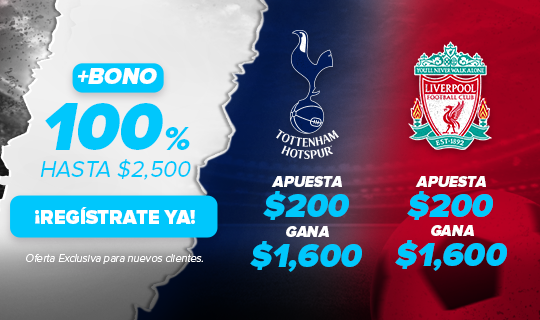 +BONO
100%
HASTA $2,500
¡REGÍSTRATE YA!
Oferta Exclusiva para nuevos clientes.
TOTTENHAM
HOTSPUR
APUESTA
$200
GANA
$1,600
YOU'LL NEVER WALK ALONE
LIVERPOOL
FOOTBALL CLUB
EST·1892
APUESTA
$200
GANA
$1,600